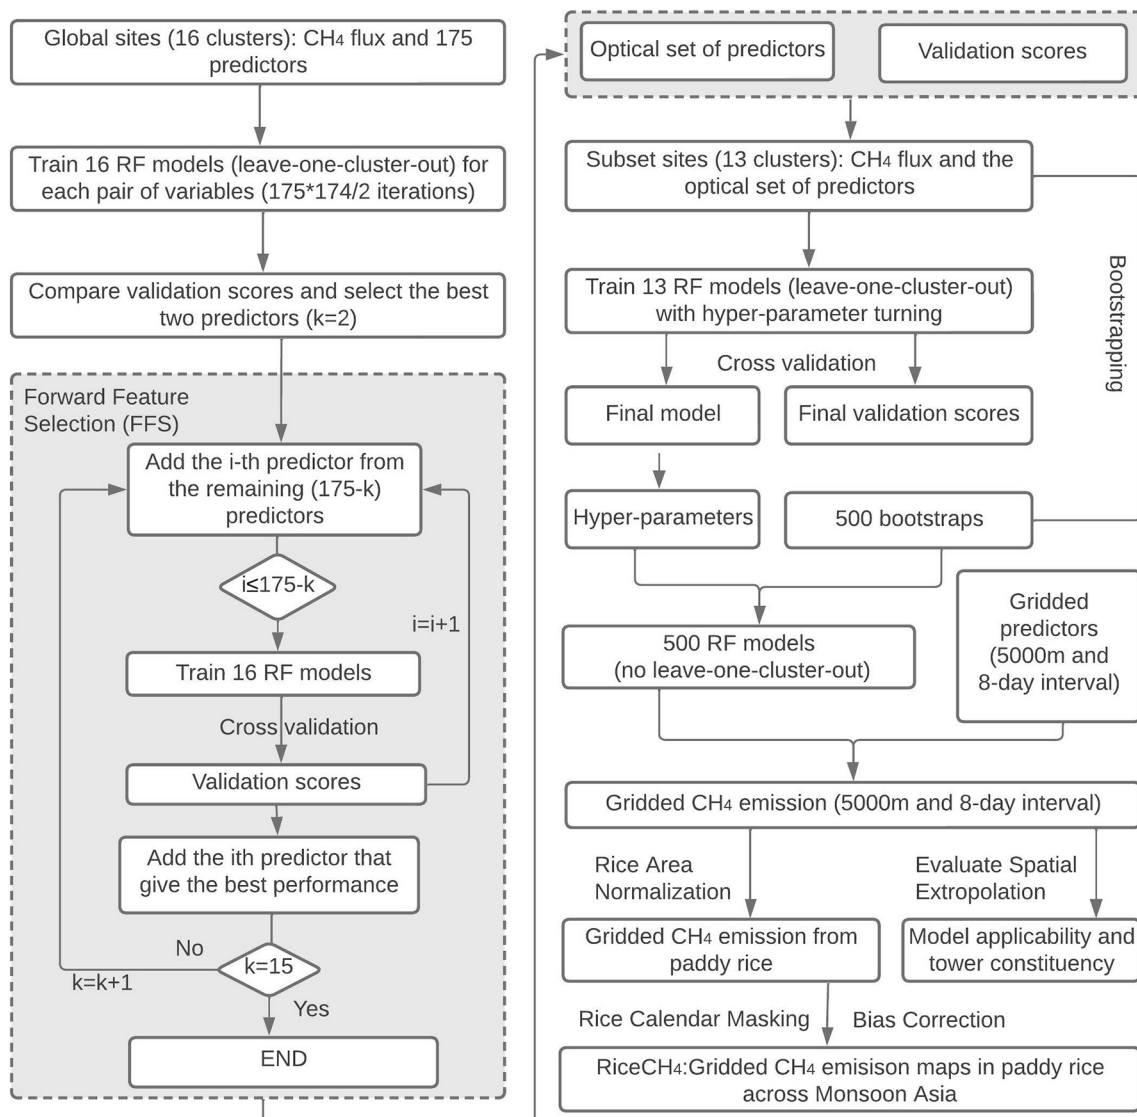 Global sites (16 clusters): CH₄ flux and 175
predictors
Train 16 RF models (leave-one-cluster-out) for
each pair of variables (175*174/2 iterations)
Compare validation scores and select the best
two predictors (k=2)
Forward Feature
Selection (FFS)
Add the i-th predictor from
the remaining (175-k)
predictors
i≤175-k
i=i+1
Train 16 RF models
Cross validation
Validation scores
Add the ith predictor that
give the best performance
No
k=15
k=k+1
Yes
END
Optical set of predictors
Validation scores
Subset sites (13 clusters): CH₄ flux and the
optical set of predictors
Bootstrapping
Train 13 RF models (leave-one-cluster-out)
with hyper-parameter turning
Cross validation
Final model
Final validation scores
Hyper-parameters
500 bootstraps
500 RF models
(no leave-one-cluster-out)
Gridded
predictors
(5000m and
8-day interval)
Gridded CH₄ emission (5000m and 8-day interval)
Rice Area
Normalization
Evaluate Spatial
Extropolation
Gridded CH₄ emission from
paddy rice
Model applicability and
tower constituency
Rice Calendar Masking
Bias Correction
RiceCH₄:Gridded CH₄ emisison maps in paddy rice
across Monsoon Asia